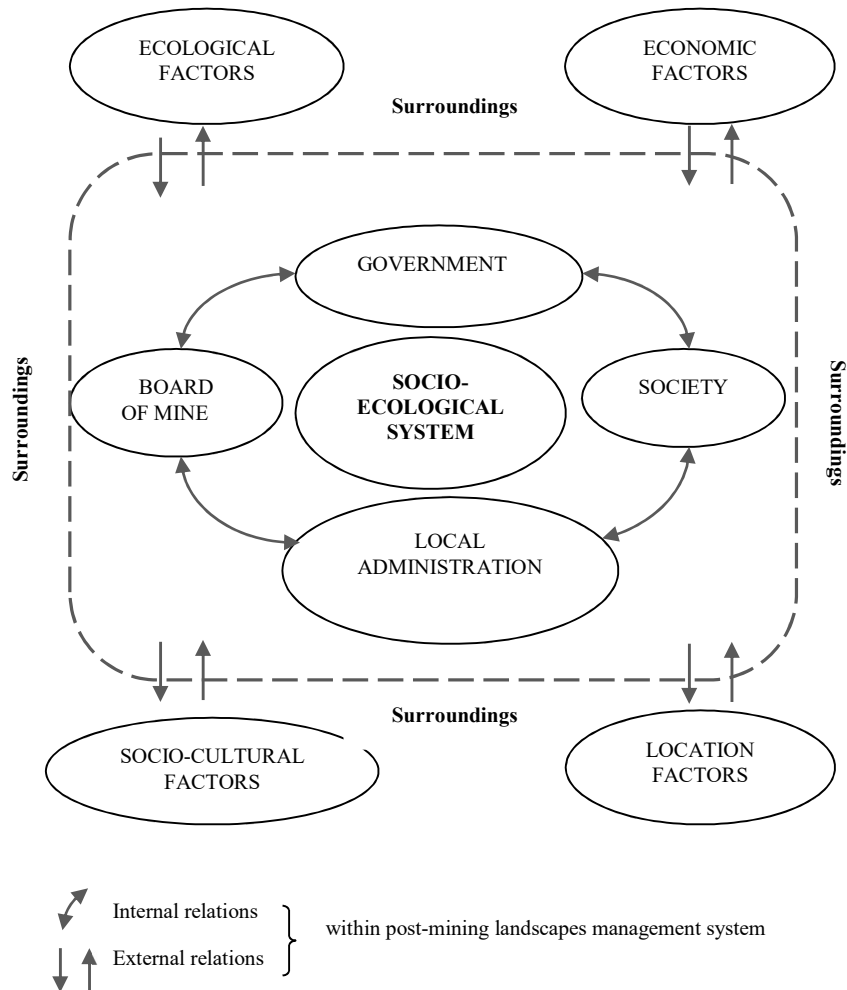 ECOLOGICAL
FACTORS
ECONOMIC
FACTORS
Surroundings
GOVERNMENT
Surroundings
BOARD
OF MINE
SOCIO-
ECOLOGICAL
SYSTEM
SOCIETY
Surroundings
LOCAL
ADMINISTRATION
Surroundings
SOCIO-CULTURAL
FACTORS
LOCATION
FACTORS
Internal relations
External relations
within post-mining landscapes management system